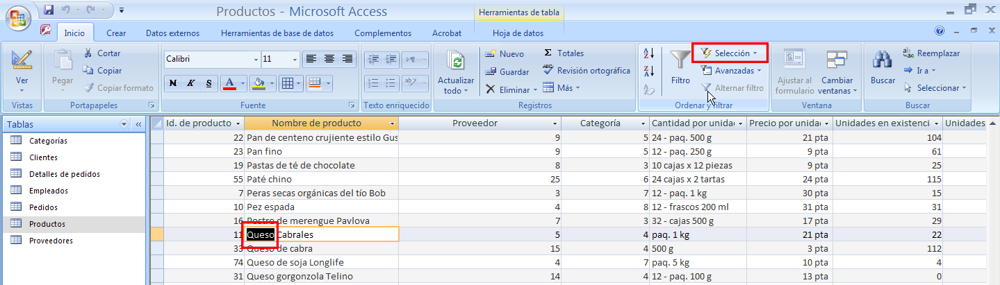 Productos - Microsoft Access
Herramientas de tabla
Inicio Crear Datos externos Herramientas de base de datos Complementos Acrobat Hoja de datos
Ver
Vistas
Pegar
Cortar
Copiar
Copiar formato
Portapapeles
Calibri 11
N K S A
Fuente
Texto enriquecido
Actualizar todo
Nuevo
Guardar
Eliminar
Totales
Revisión ortográfica
Más
Registros
Filtro
Selección
Avanzadas
Alternar filtro
Ordenar y filtrar
Ajustar al formulario
Cambiar ventanas
Ventana
Buscar
Reemplazar
Ir a
Seleccionar
Buscar
Tablas
Categorías
Clientes
Detalles de pedidos
Empleados
Pedidos
Productos
Proveedores
Id. de producto Nombre de producto Proveedor Categoría Cantidad por unidad Precio por unida Unidades en existenci Unidades
22 Pan de centeno crujiente estilo Gus 9 5 24 - paq. 500 g 21 pta 104
23 Pan fino 9 5 12 - paq. 250 g 9 pta 61
19 Pastas de té de chocolate 8 3 10 cajas x 12 piezas 9 pta 25
55 Paté chino 25 6 24 cajas x 2 tartas 24 pta 115
7 Peras secas orgánicas del tío Bob 3 7 12 - paq. 1 kg 30 pta 15
10 Pez espada 4 8 12 - frascos 200 ml 31 pta 31
16 Postre de merengue Pavlova 7 3 32 - cajas 500 g 17 pta 29
11 Queso Cabrales 5 4 paq. 1 kg 21 pta 22
33 Queso de cabra 15 4 500 g 3 pta 112
74 Queso de soja Longlife 4 7 paq. 5 kg 10 pta 4
31 Queso gorgonzola Telino 14 4 12 - paq. 100 g 13 pta 0